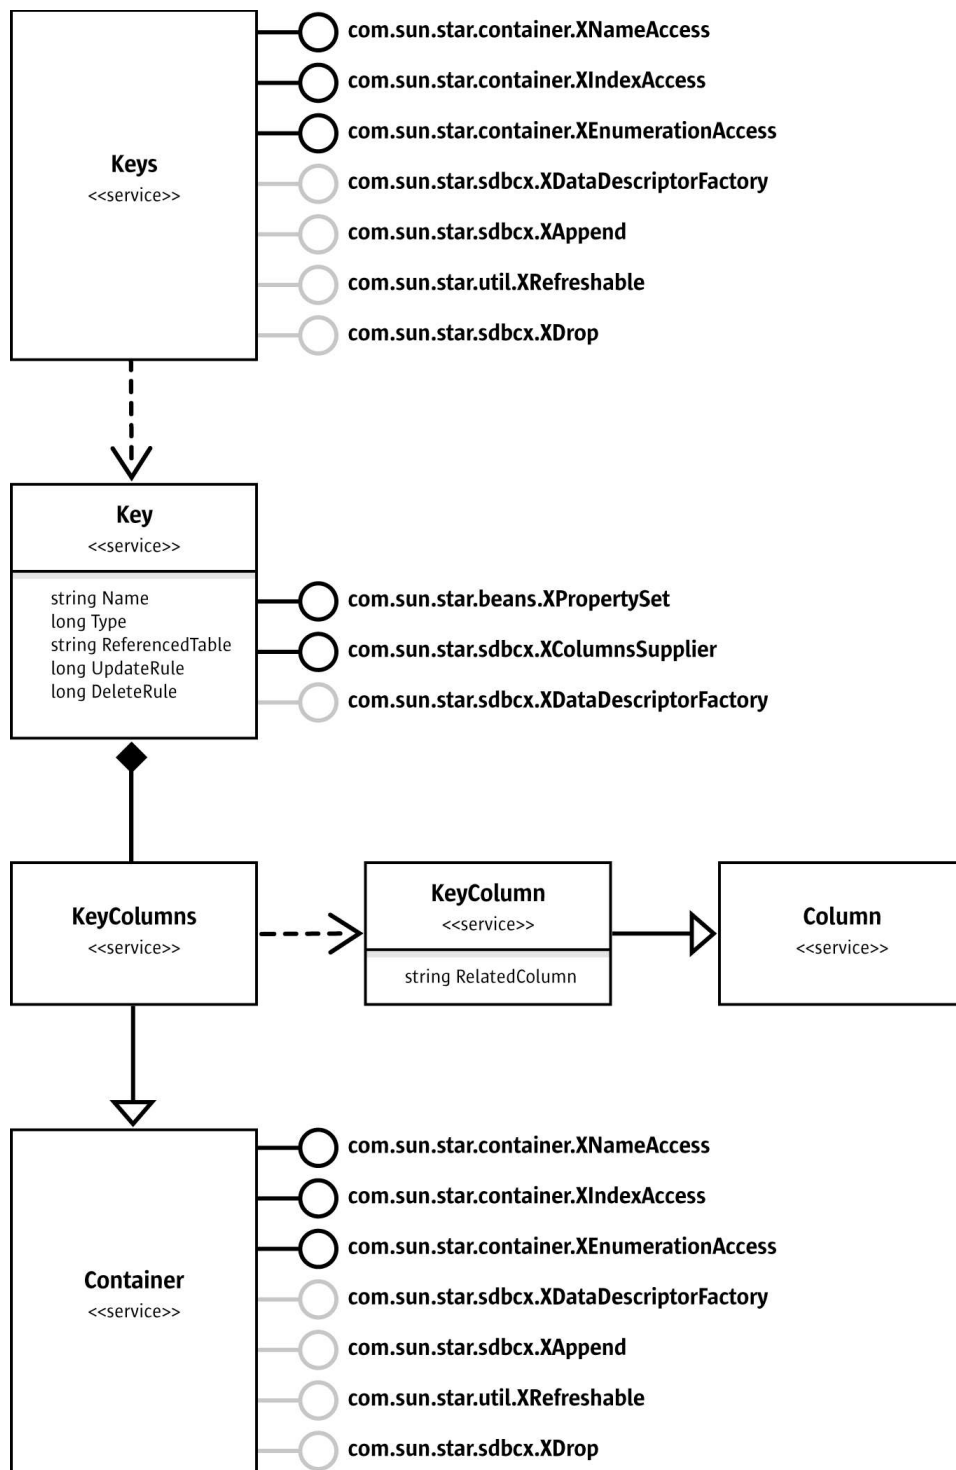 com.sun.star.container.XNameAccess
com.sun.star.container.XIndexAccess
com.sun.star.container.XEnumerationAccess
Keys
<<service>>
com.sun.star.sdbcx.XDataDescriptorFactory
com.sun.star.sdbcx.XAppend
com.sun.star.util.XRefreshable
com.sun.star.sdbcx.XDrop
Key
<<service>>
string Name
long Type
string ReferencedTable
long UpdateRule
long DeleteRule
com.sun.star.beans.XPropertySet
com.sun.star.sdbcx.XColumnsSupplier
com.sun.star.sdbcx.XDataDescriptorFactory
KeyColumns
<<service>>
KeyColumn
<<service>>
string RelatedColumn
Column
<<service>>
Container
<<service>>
com.sun.star.container.XNameAccess
com.sun.star.container.XIndexAccess
com.sun.star.container.XEnumerationAccess
com.sun.star.sdbcx.XDataDescriptorFactory
com.sun.star.sdbcx.XAppend
com.sun.star.util.XRefreshable
com.sun.star.sdbcx.XDrop